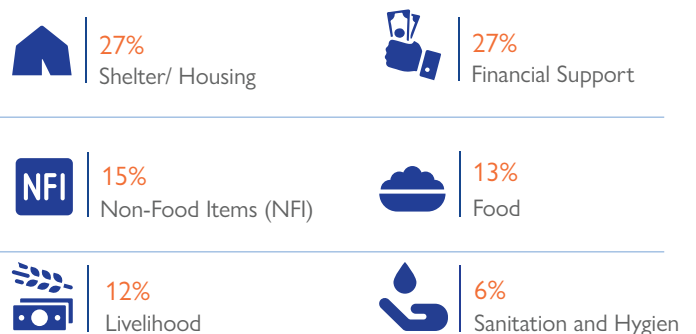 27%
Shelter/ Housing
27%
Financial Support
NFI
15%
Non-Food Items (NFI)
13%
Food
12%
Livelihood
6%
Sanitation and Hygien